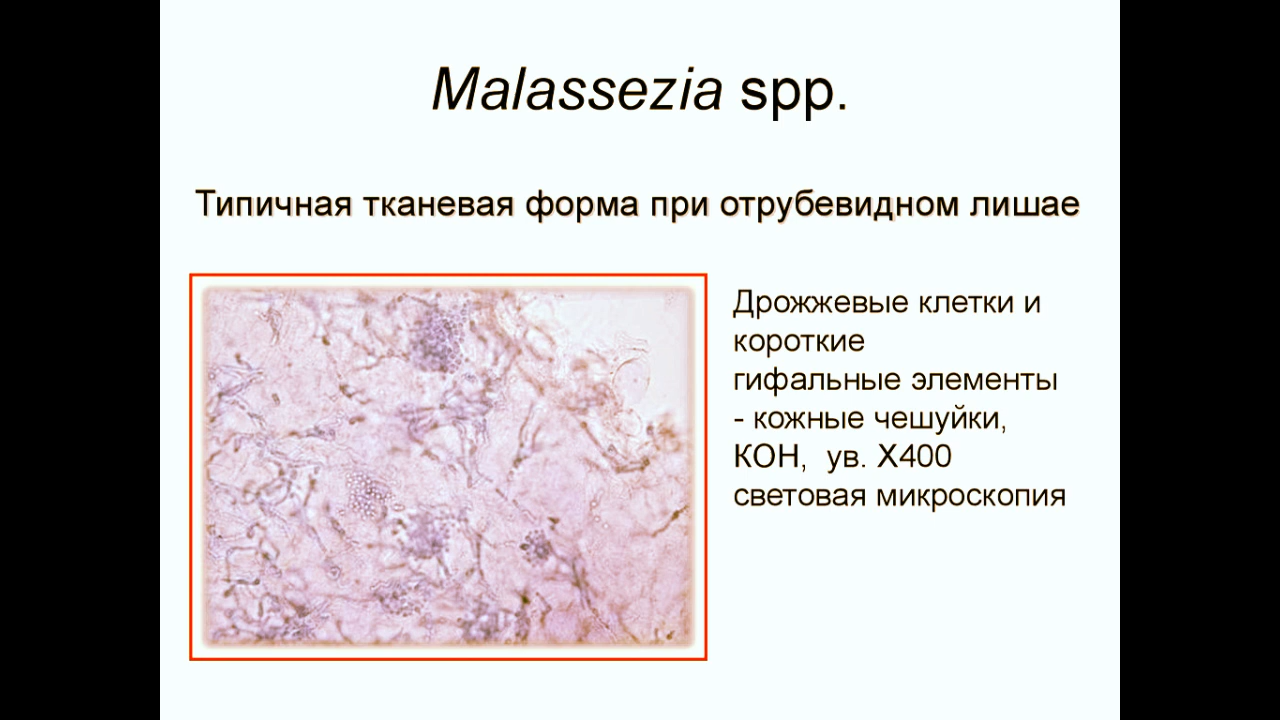 Malassezia spp.
Типичная тканевая форма при отрубевидном лишае
Дрожжевые клетки и
короткие
гифальные элементы
- кожные чешуйки,
КОН, ув. Х400
световая микроскопия